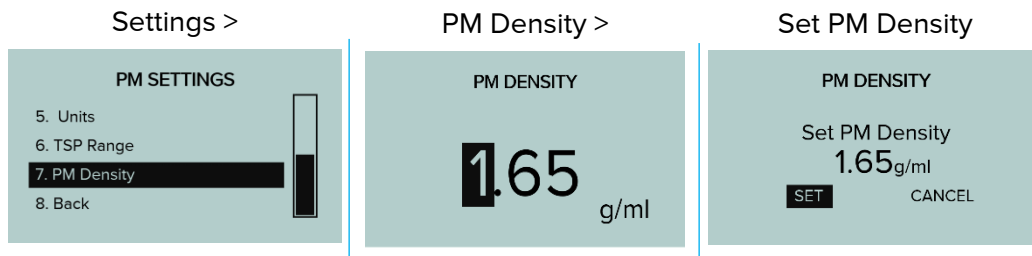 Settings >
PM SETTINGS
5. Units
6. TSP Range
7. PM Density
8. Back
PM Density >
PM DENSITY
1.65
g/ml
Set PM Density
PM DENSITY
Set PM Density
1.65g/ml
SET CANCEL